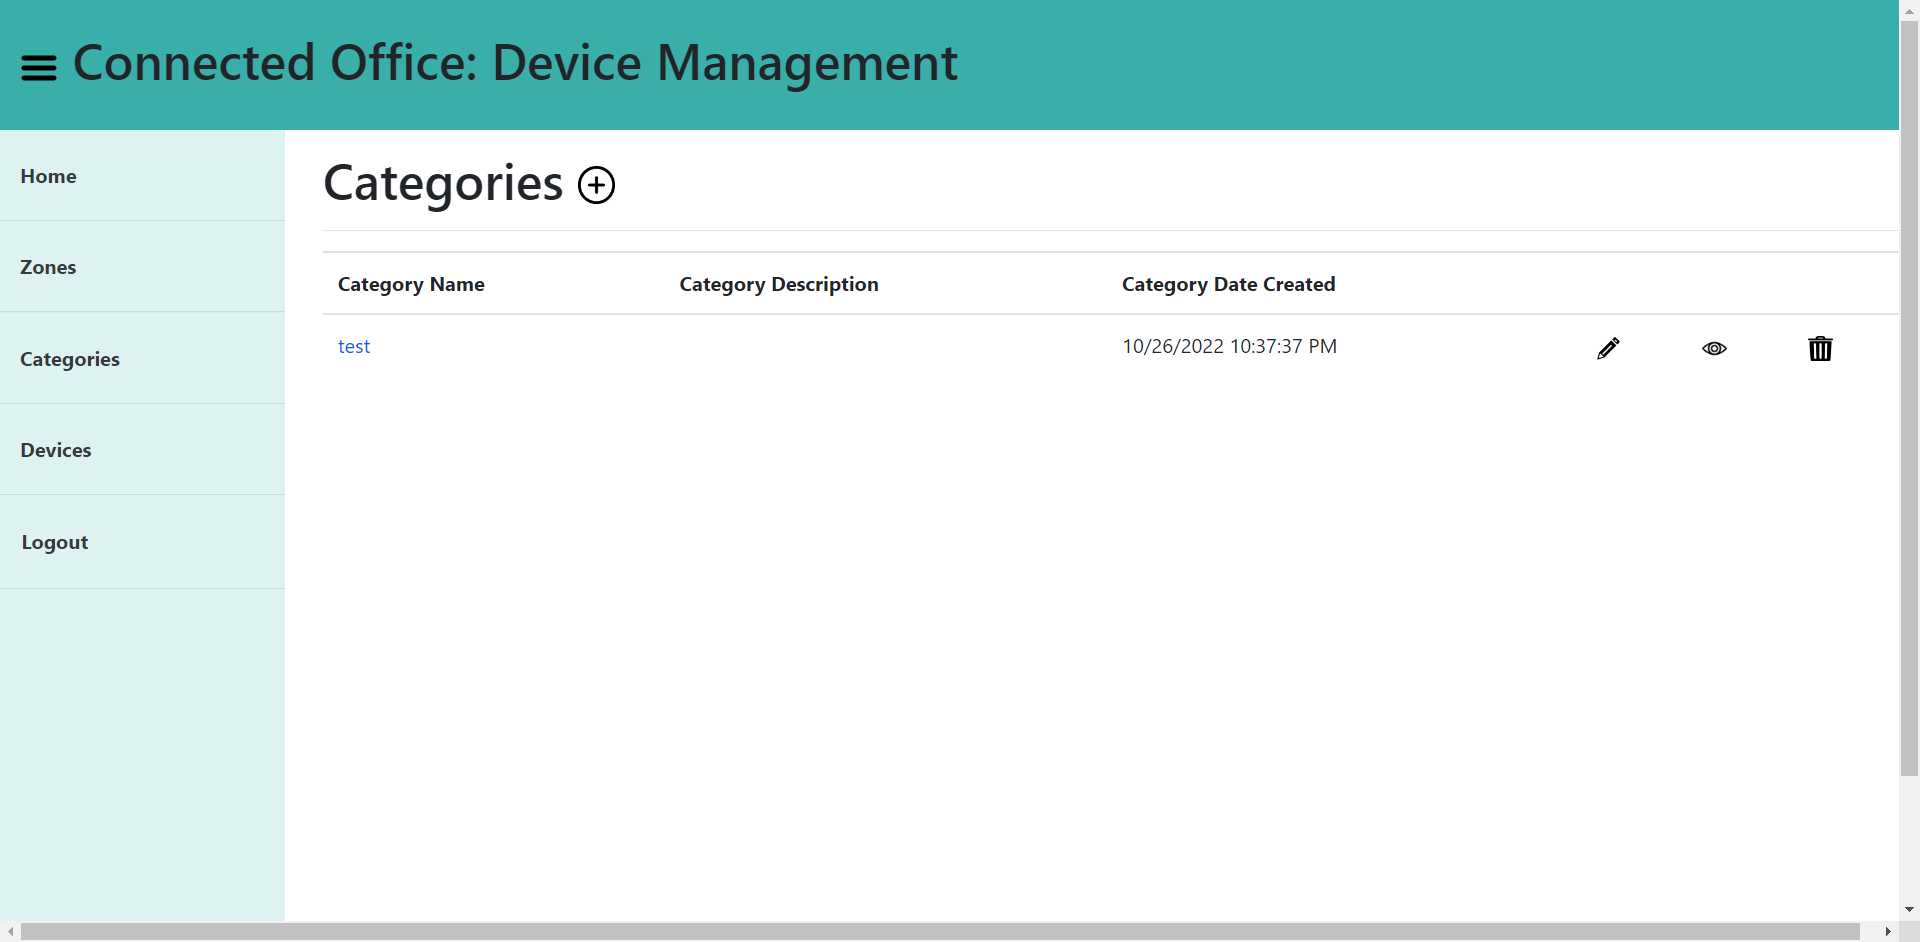 Connected Office: Device Management
Home
Zones
Categories
Devices
Logout
Categories
Category Name Category Description Category Date Created
test 10/26/2022 10:37:37 PM